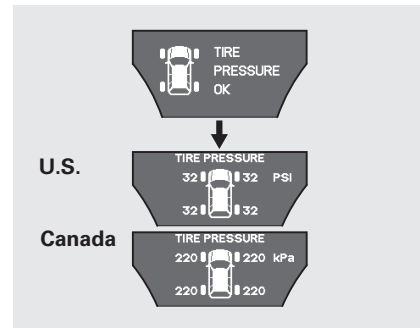 TIRE
PRESSURE
OK
U.S.
TIRE PRESSURE
32 32 PSI
32 32
Canada
TIRE PRESSURE
220 220 kPa
220 220